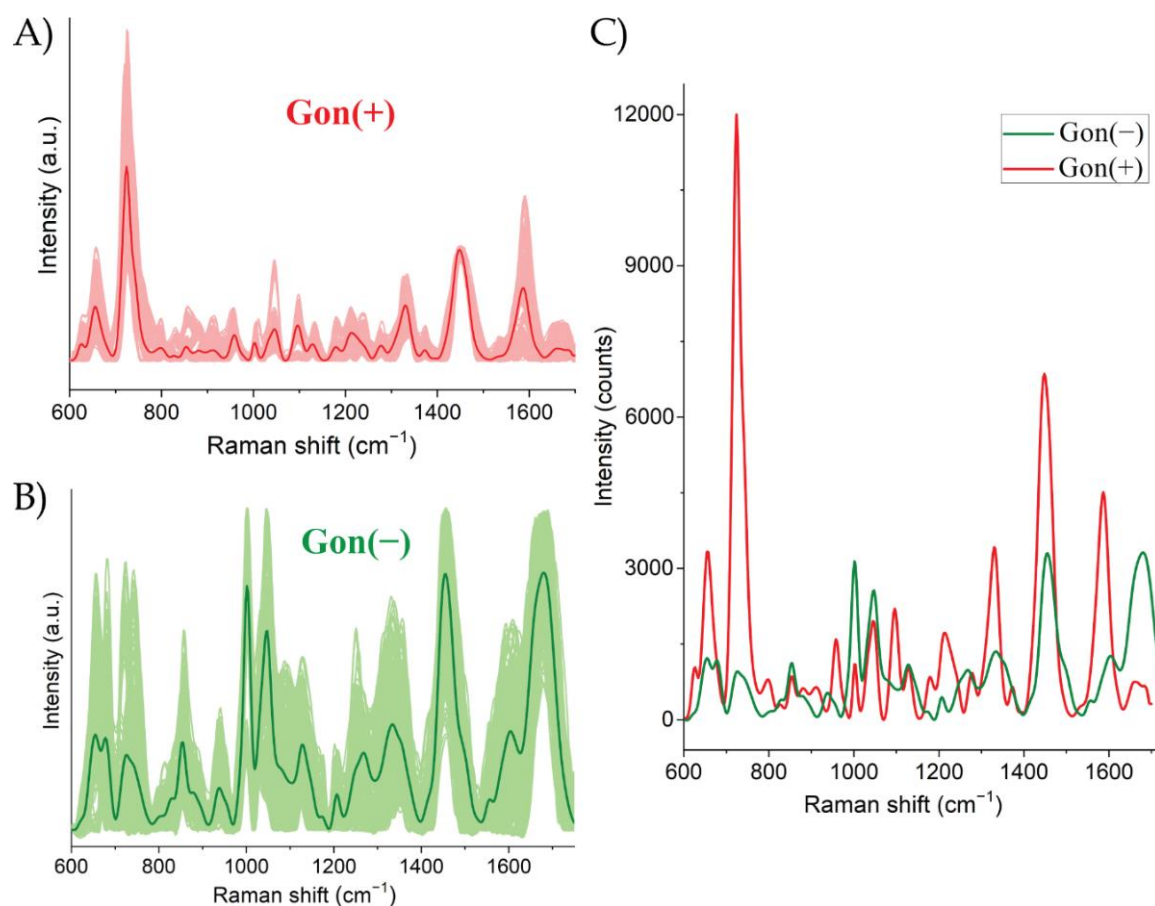 A)
Gon(+)
Intensity (a.u.)
600 800 1000 1200 1400 1600
Raman shift (cm⁻¹)
B)
Gon(−)
Intensity (a.u.)
600 800 1000 1200 1400 1600
Raman shift (cm⁻¹)
C)
Gon(−)
Gon(+)
12000
9000
6000
3000
0
Intensity (counts)
600 800 1000 1200 1400 1600
Raman shift (cm⁻¹)